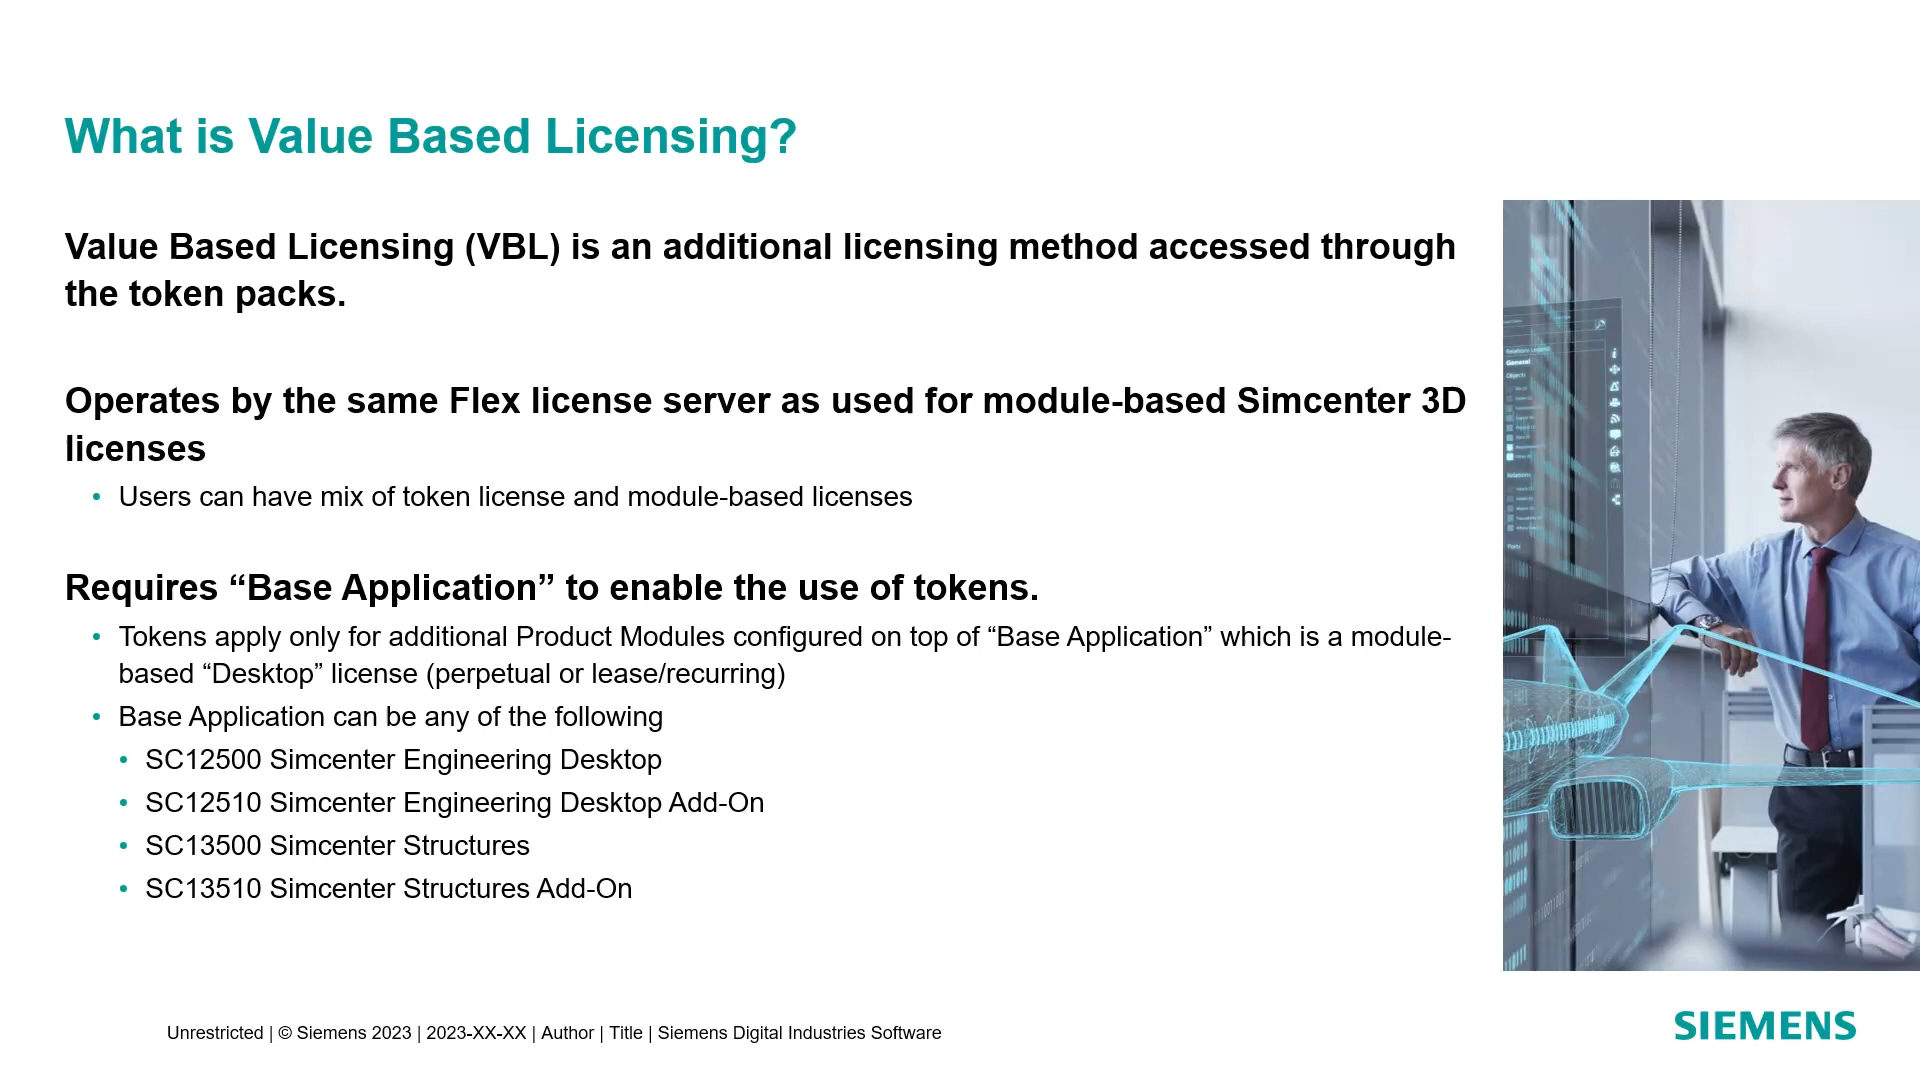 What is Value Based Licensing?
Value Based Licensing (VBL) is an additional licensing method accessed through
the token packs.
Operates by the same Flex license server as used for module-based Simcenter 3D
licenses
• Users can have mix of token license and module-based licenses
Requires “Base Application” to enable the use of tokens.
• Tokens apply only for additional Product Modules configured on top of “Base Application” which is a module-
based “Desktop” license (perpetual or lease/recurring)
• Base Application can be any of the following
• SC12500 Simcenter Engineering Desktop
• SC12510 Simcenter Engineering Desktop Add-On
• SC13500 Simcenter Structures
• SC13510 Simcenter Structures Add-On
General
Objects
Relations
Ports
Unrestricted | © Siemens 2023 | 2023-XX-XX | Author | Title | Siemens Digital Industries Software
SIEMENS